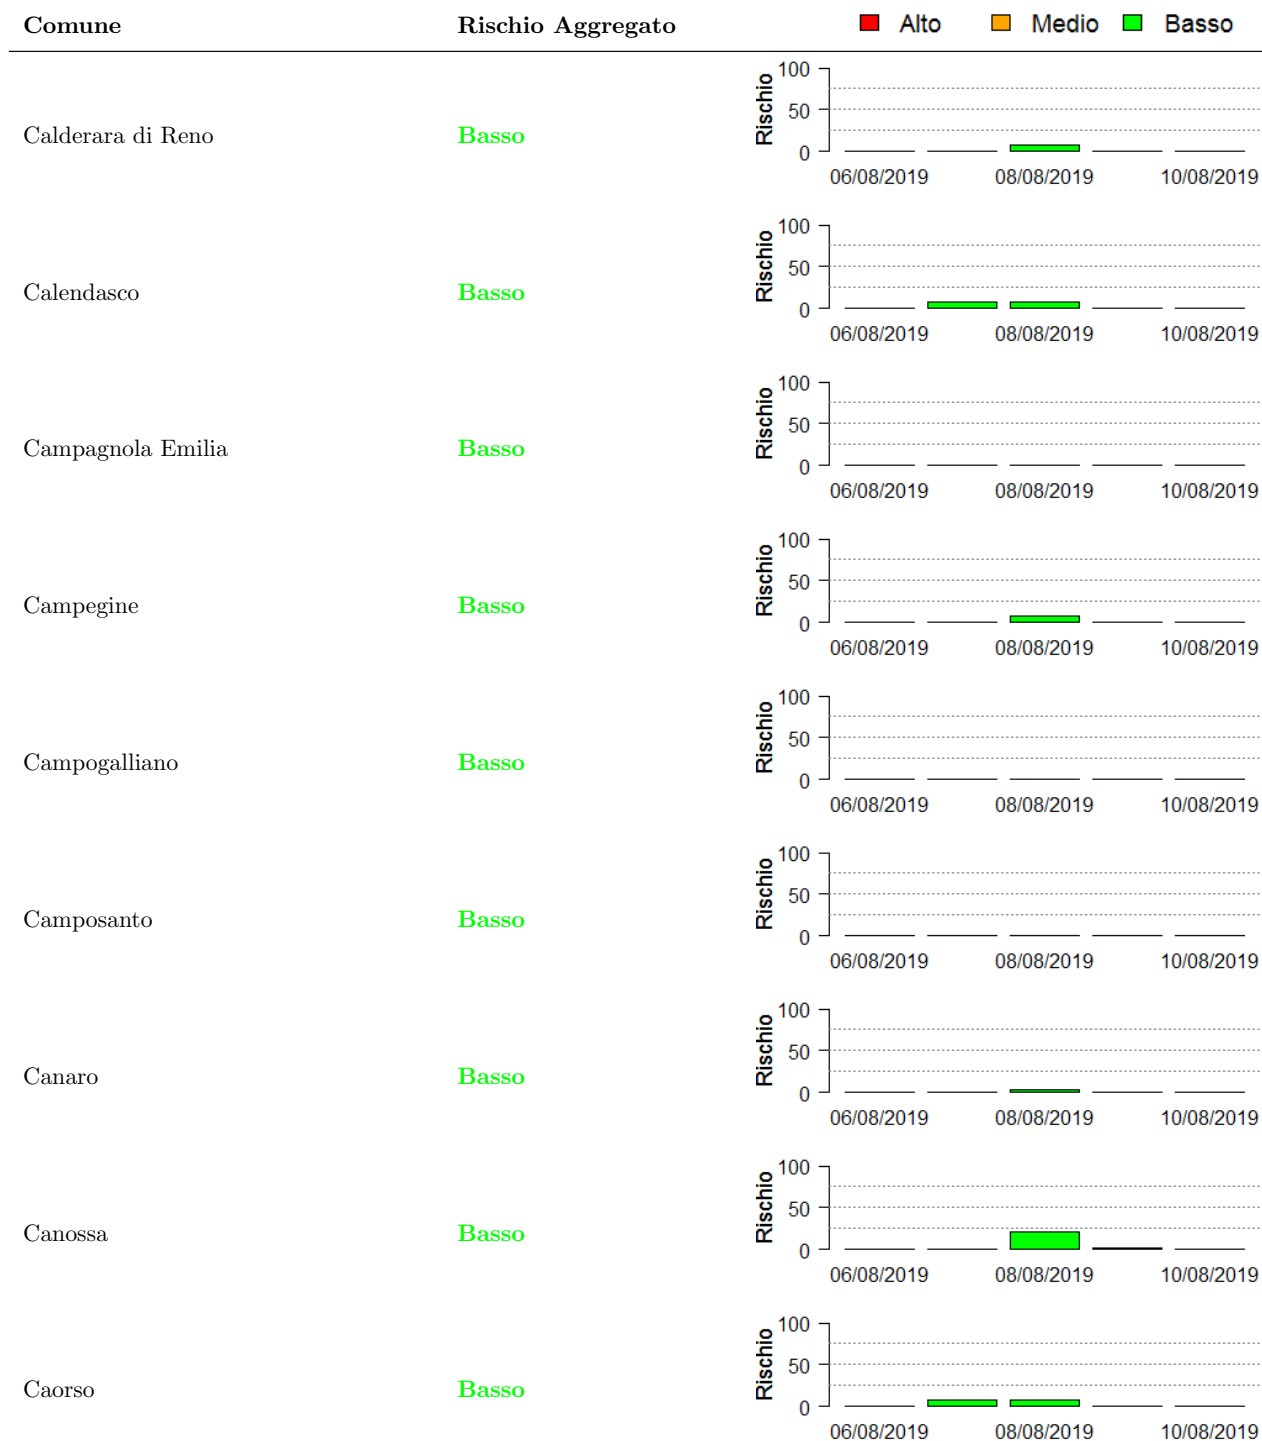 Comune Rischio Aggregato Alto Medio Basso
Calderara di Reno Basso
Rischio
100
50
0
06/08/2019 08/08/2019 10/08/2019
Calendasco Basso
Rischio
100
50
0
06/08/2019 08/08/2019 10/08/2019
Campagnola Emilia Basso
Rischio
100
50
0
06/08/2019 08/08/2019 10/08/2019
Campegine Basso
Rischio
100
50
0
06/08/2019 08/08/2019 10/08/2019
Campogalliano Basso
Rischio
100
50
0
06/08/2019 08/08/2019 10/08/2019
Camposanto Basso
Rischio
100
50
0
06/08/2019 08/08/2019 10/08/2019
Canaro Basso
Rischio
100
50
0
06/08/2019 08/08/2019 10/08/2019
Canossa Basso
Rischio
100
50
0
06/08/2019 08/08/2019 10/08/2019
Caorso Basso
Rischio
100
50
0
06/08/2019 08/08/2019 10/08/2019